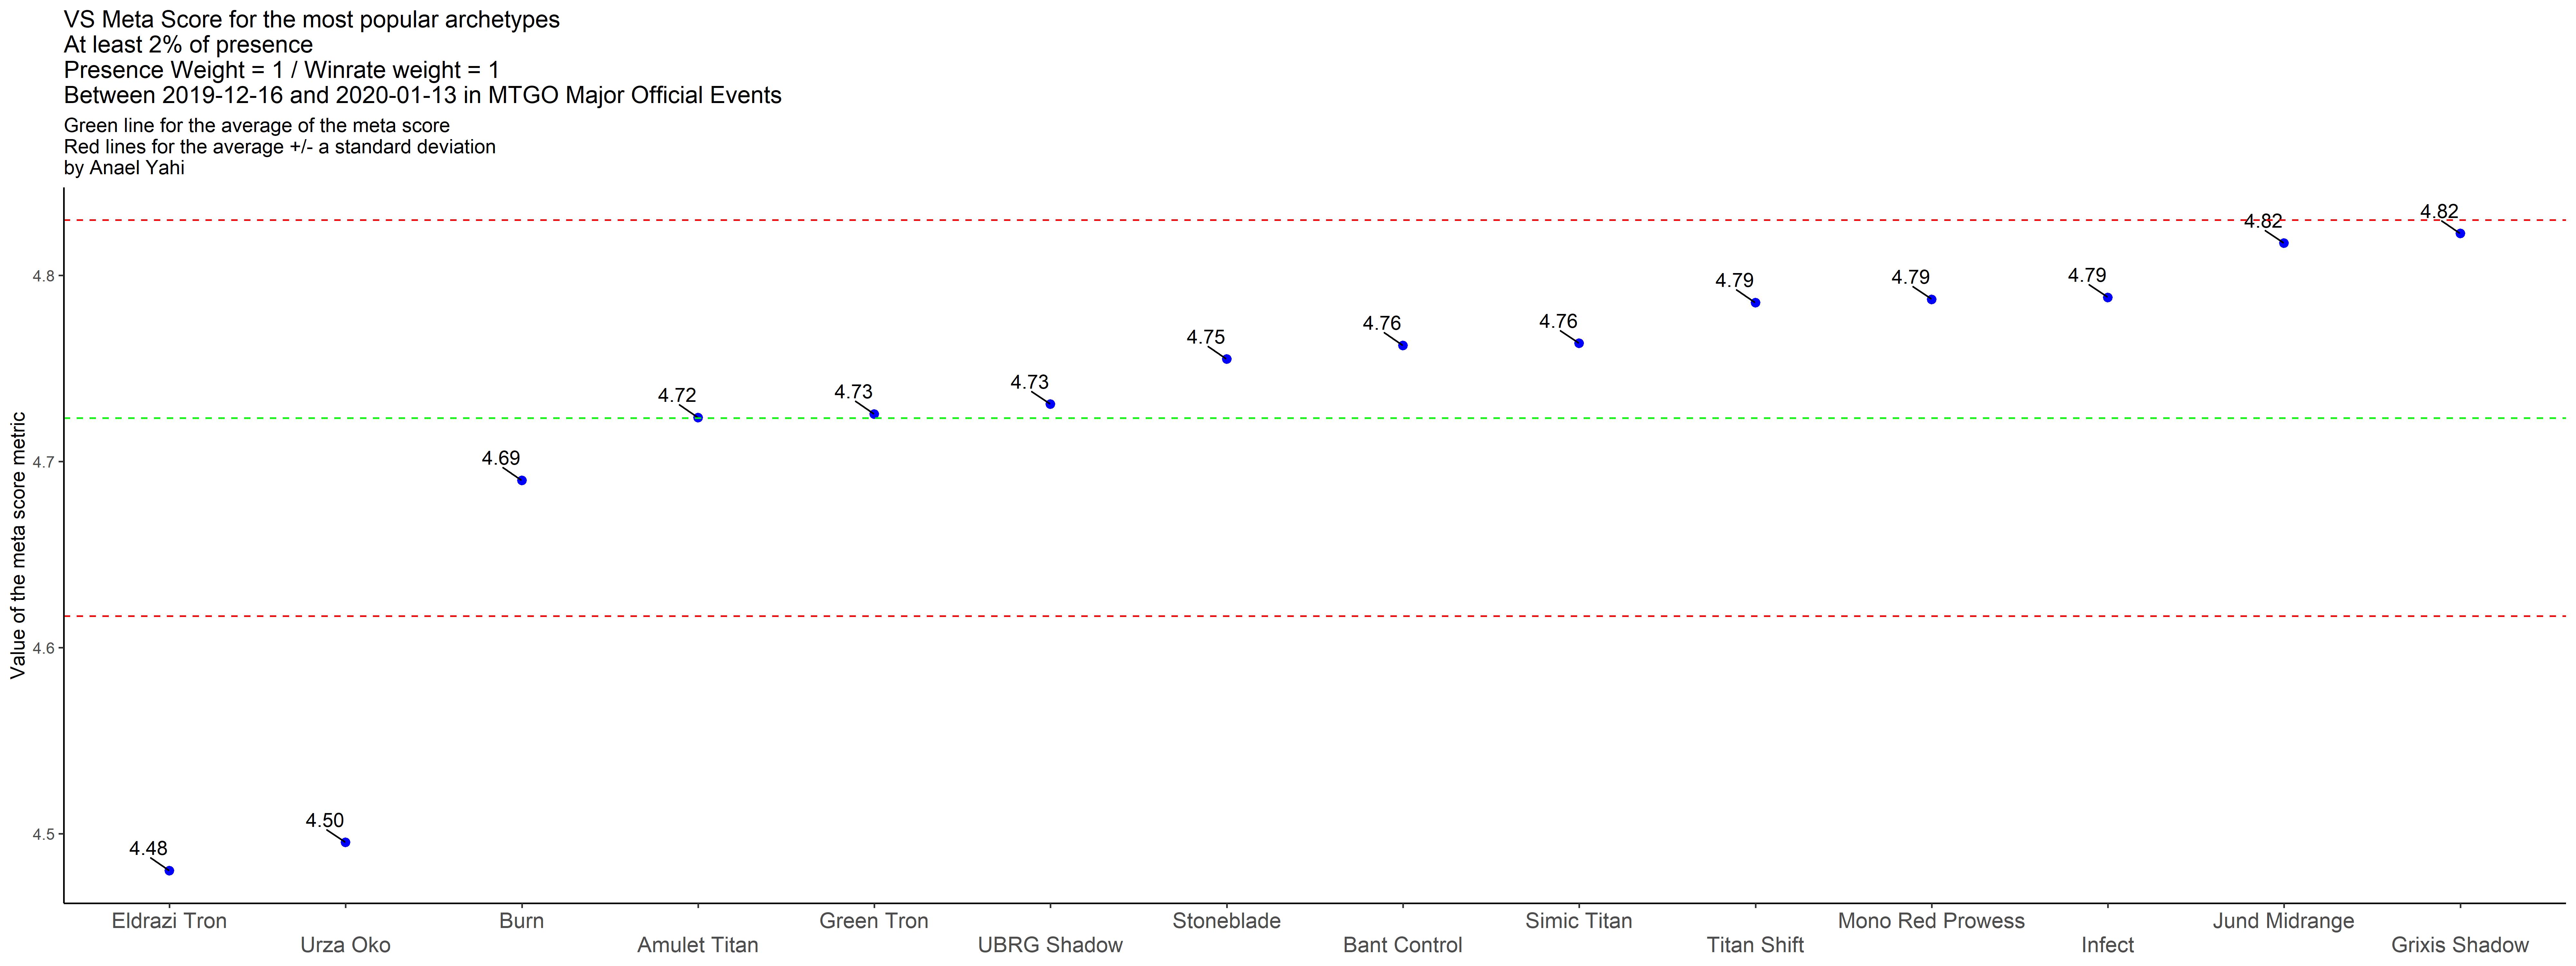 VS Meta Score for the most popular archetypes
At least 2% of presence
Presence Weight = 1 / Winrate weight = 1
Between 2019-12-16 and 2020-01-13 in MTGO Major Official Events
Green line for the average of the meta score
Red lines for the average +/- a standard deviation
by Anael Yahi
Value of the meta score metric
4.8
4.7
4.6
4.5
4.48
4.50
4.69
4.72
4.73
4.73
4.75
4.76
4.76
4.79
4.79
4.79
4.82
4.82
Eldrazi Tron
Urza Oko
Burn
Amulet Titan
Green Tron
UBRG Shadow
Stoneblade
Bant Control
Simic Titan
Titan Shift
Mono Red Prowess
Infect
Jund Midrange
Grixis Shadow